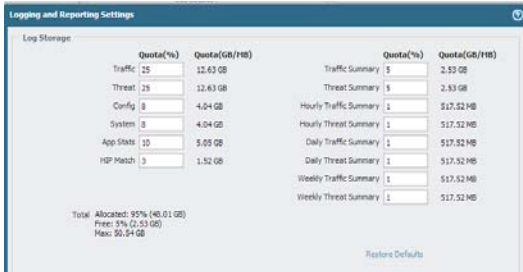 Logging and Reporting Settings
Log Storage
Quota(%) Quota(GB/MB)
Traffic 25 12.63 GB
Threat 25 12.63 GB
Config 8 4.04 GB
System 8 4.04 GB
App Stats 10 5.05 GB
HIP Match 3 1.52 GB
Quota(%) Quota(GB/MB)
Traffic Summary 5 2.53 GB
Threat Summary 5 2.53 GB
Hourly Traffic Summary 1 517.52 MB
Hourly Threat Summary 1 517.52 MB
Daily Traffic Summary 1 517.52 MB
Daily Threat Summary 1 517.52 MB
Weekly Traffic Summary 1 517.52 MB
Weekly Threat Summary 1 517.52 MB
Total Allocated: 95% (48.01 GB)
Free: 5% (2.53 GB)
Max: 50.54 GB
Restore Defaults